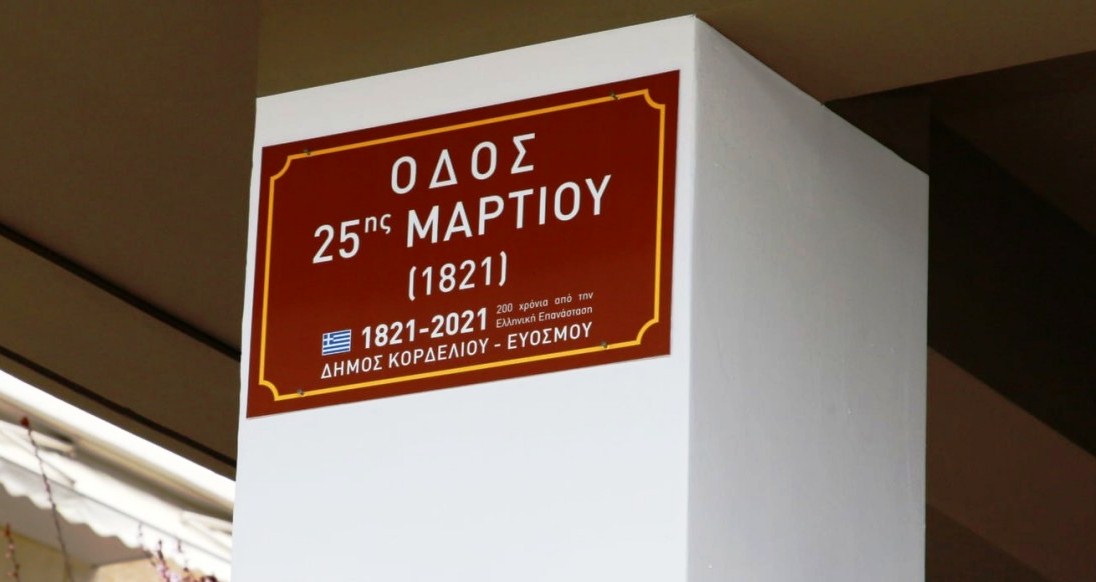 ΟΔΟΣ
25ης ΜΑΡΤΙΟΥ
(1821)
1821-2021 200 χρόνια από την
Ελληνική Επανάσταση
ΔΗΜΟΣ ΚΟΡΔΕΛΙΟΥ - ΕΥΟΣΜΟΥ